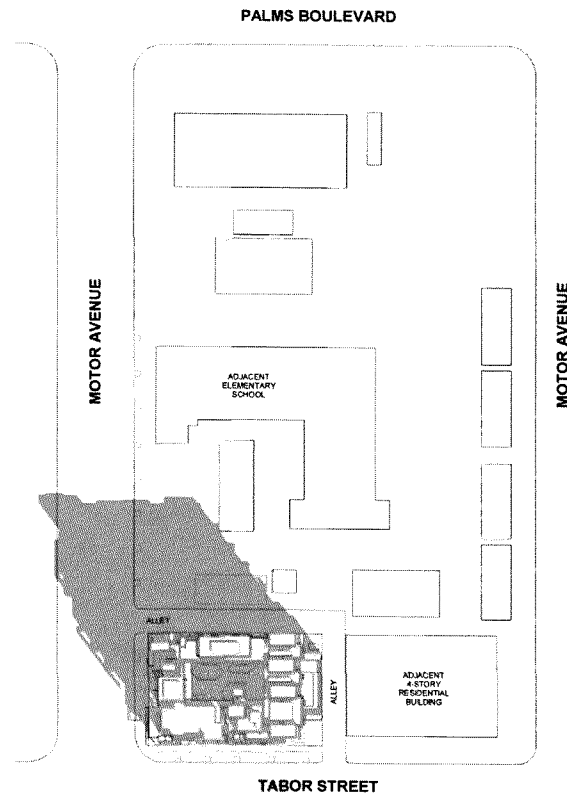 PALMS BOULEVARD
MOTOR AVENUE
MOTOR AVENUE
ADJACENT
ELEMENTARY
SCHOOL
ALLEY
ALLEY
ADJACENT
4-STORY
RESIDENTIAL
BUILDING
TABOR STREET